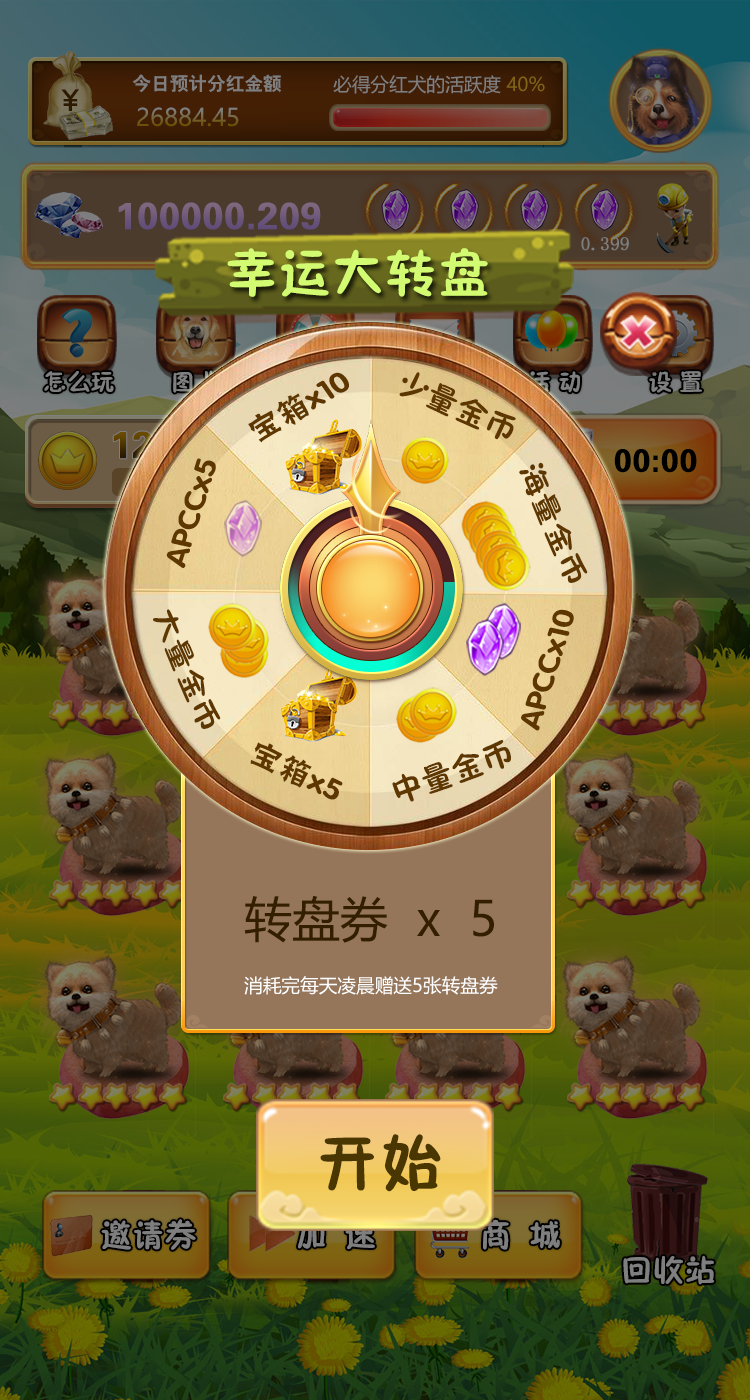 今日预计分红金额
必得分红犬的活跃度 40%
26884.45
100000.209
0.399
幸运大转盘
怎么玩
设置
12
00:00
宝箱x10
少量金币
海量金币
APCCx10
中量金币
宝箱x5
大量金币
APCCx5
转盘券 x 5
消耗完每天凌晨赠送5张转盘券
开始
邀请券
加速
商城
回收站